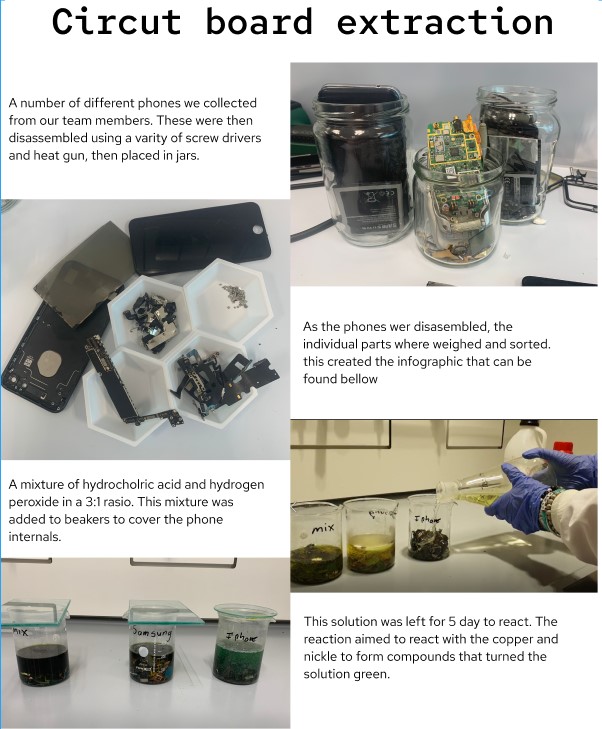 Circut board extraction
A number of different phones we collected
from our team members. These were then
disassembled using a varity of screw drivers
and heat gun, then placed in jars.
As the phones wer disasembled, the
individual parts where weighed and sorted.
this created the infographic that can be
found bellow
A mixture of hydrocholric acid and hydrogen
peroxide in a 3:1 rasio. This mixture was
added to beakers to cover the phone
internals.
mix
Iphone
mix
Samsung
Iphone
This solution was left for 5 day to react. The
reaction aimed to react with the copper and
nickle to form compounds that turned the
solution green.